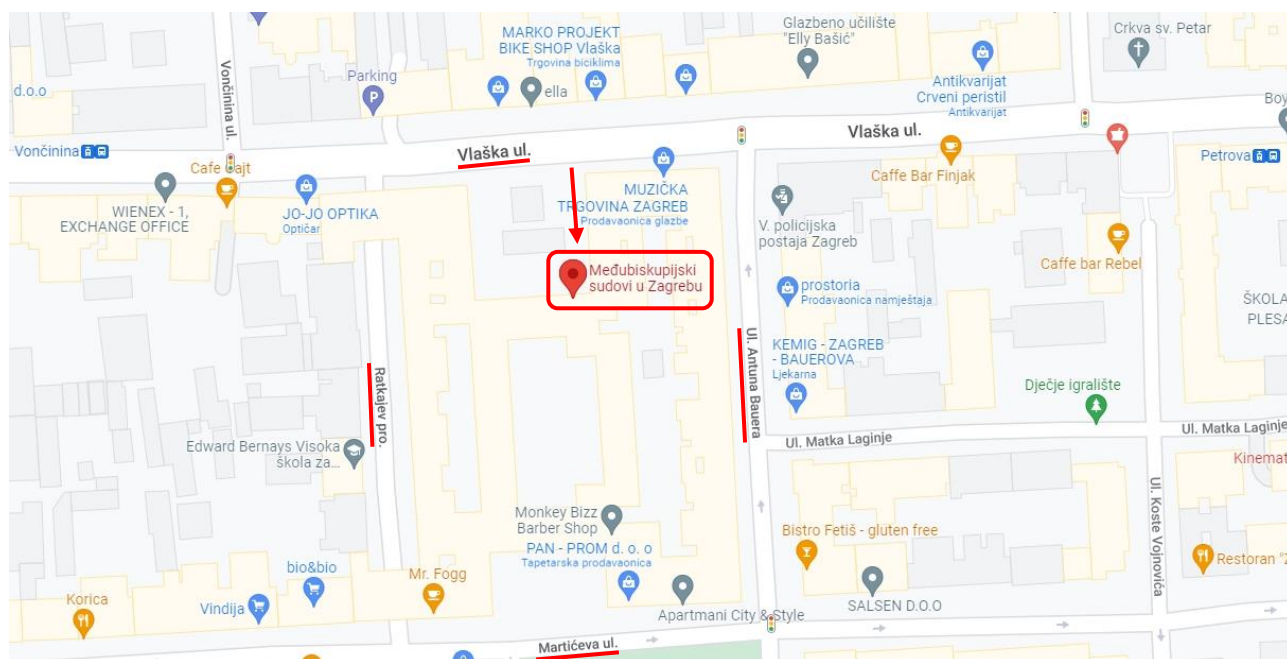 MARKO PROJEKT
BIKE SHOP Vlaška
Trgovina biciklima
Glazbeno učilište
"Elly Bašić"
Crkva sv. Petar
Vončinina ul.
Parking
P
d.o.o
ella
Antikvarijat
Crveni peristil
Antikvarijat
Boy
Vlaška ul.
Vlaška ul.
Vončinina
Cafe Bajt
Petrova
Caffe Bar Finjak
WIENEX - 1,
EXCHANGE OFFICE
JO-JO OPTIKA
Optičar
MUZIČKA
TRGOVINA ZAGREB
Prodavaonica glazbe
V. policijska
postaja Zagreb
Caffe bar Rebel
Međubiskupijski
sudovi u Zagrebu
prostoria
Prodavaonica namještaja
ŠKOLA
PLESA
Ul. Antuna Bauera
KEMIG - ZAGREB
- BAUEROVA
Ljekarna
Ratkajev pro.
Dječje igralište
Ul. Matka Laginje
Ul. Matka Laginje
Edward Bernays Visoka
škola za...
Kinemat
Ul. Koste Vojnovića
Monkey Bizz
Barber Shop
Bistro Fetiš - gluten free
PAN - PROM d. o. o
Tapetarska prodavaonica
Restoran "Z
bio&bio
Mr. Fogg
Korica
Vindija
Apartmani City & Style
SALSEN D.O.O
Martićeva ul.